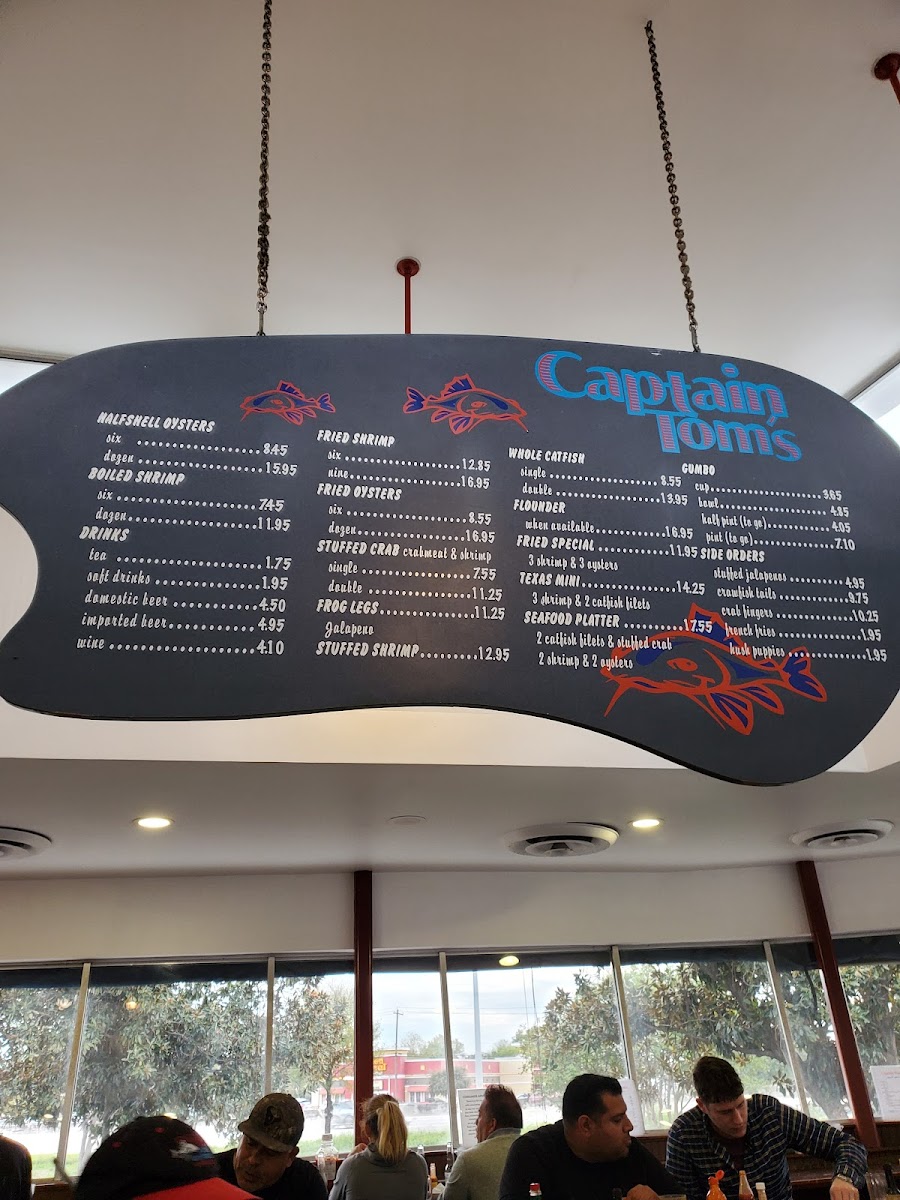 Captain
Tom's
HALFSHELL OYSTERS
six ................ 8.45
dozen ................ 15.95
BOILED SHRIMP
six ................ 7.45
dozen ................ 11.95
DRINKS
tea ................ 1.75
soft drinks ................ 1.95
domestic beer ................ 4.50
imported beer ................ 4.95
wine ................ 4.10
FRIED SHRIMP
six ................ 12.85
nine ................ 16.95
FRIED OYSTERS
six ................ 8.55
dozen ................ 16.95
STUFFED CRAB crabmeat & shrimp
single ................ 7.55
double ................ 11.25
FROG LEGS ................ 11.25
Jalapeno
STUFFED SHRIMP ................ 12.95
WHOLE CATFISH
single ................ 8.55
double ................ 13.95
FLOUNDER
when available ................ 16.95
FRIED SPECIAL ................ 11.95
3 shrimp & 3 oysters
TEXAS MINI ................ 14.25
3 shrimp & 2 catfish filets
SEAFOOD PLATTER ................ 17.55
2 catfish filets & stuffed crab
2 shrimp & 2 oysters
GUMBO
cup ................ 3.65
bowl ................ 4.85
half pint (to go) ................ 4.05
pint (to go) ................ 7.10
SIDE ORDERS
stuffed jalapenos ................ 4.95
crawfish tails ................ 9.75
crab fingers ................ 10.25
french fries ................ 1.95
hush puppies ................ 1.95